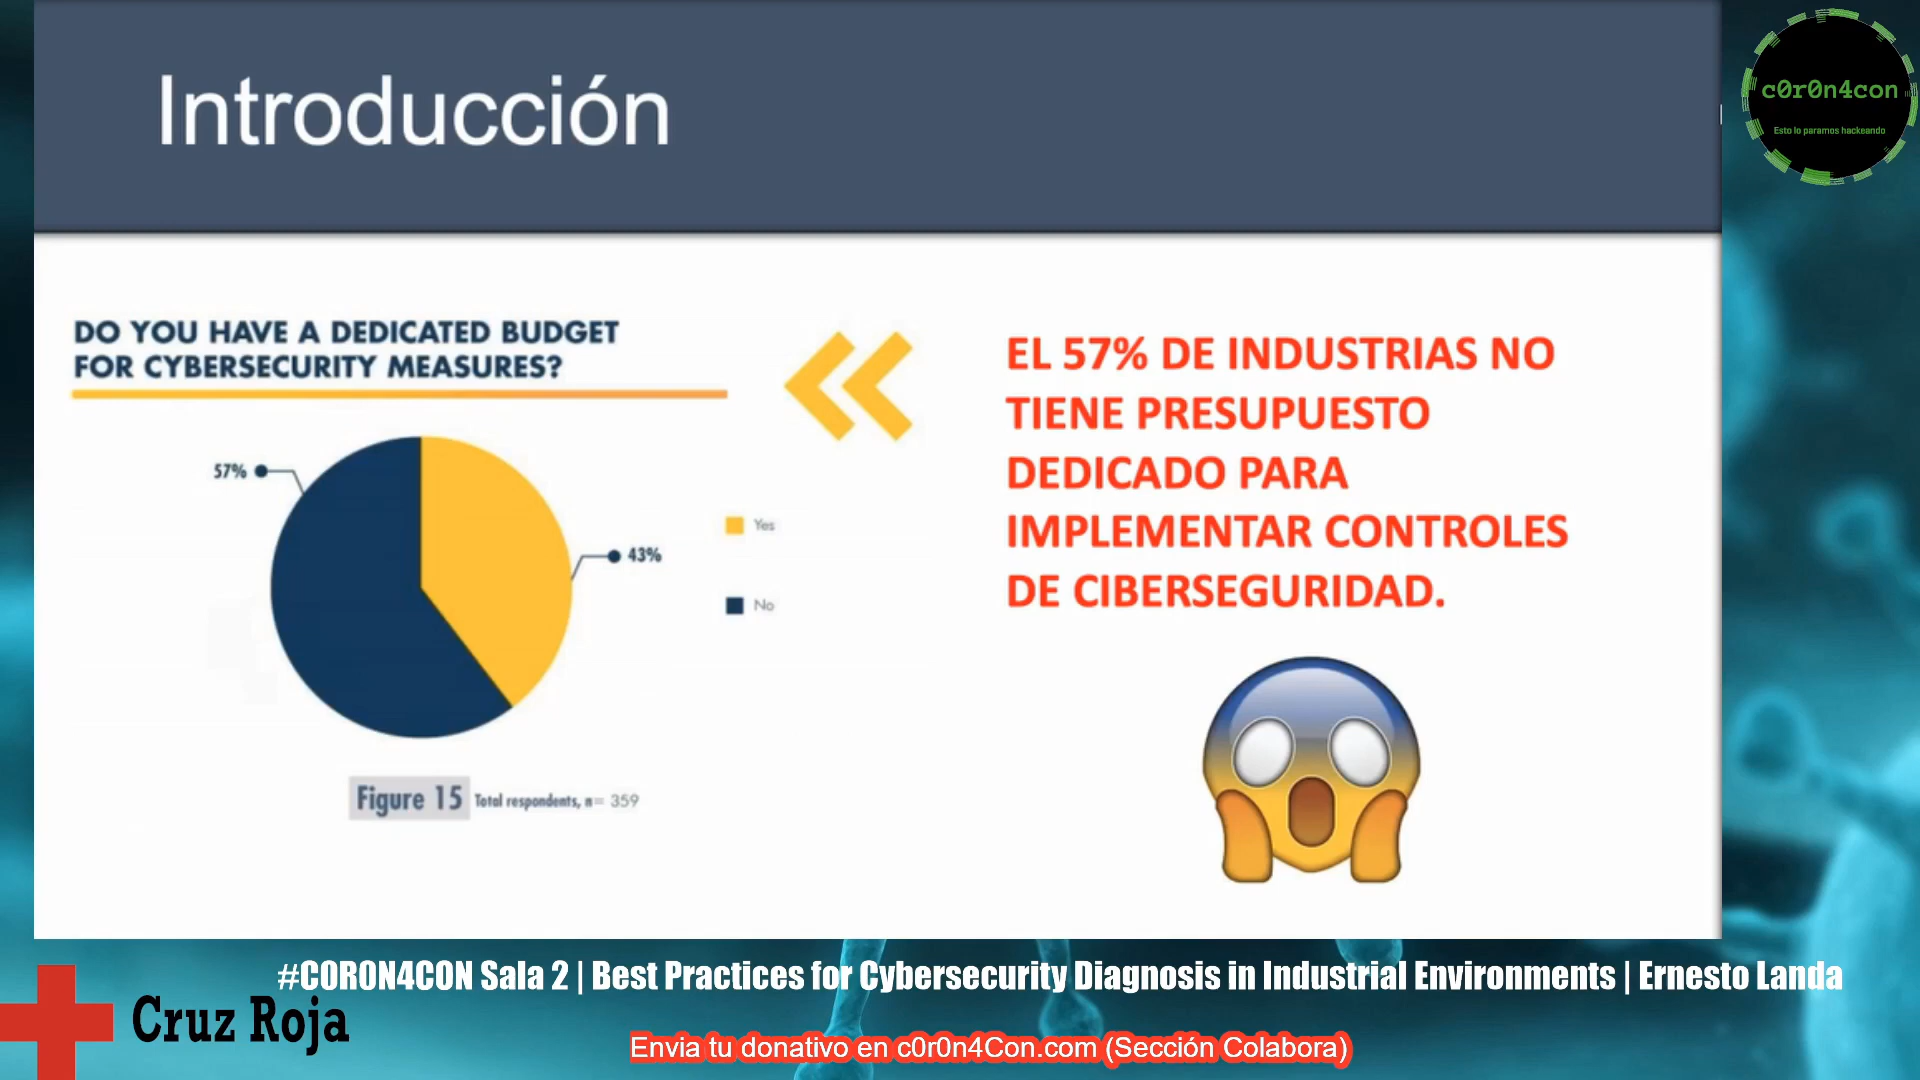 Introducción
c0r0n4con
Esto lo paramos hackeando
DO YOU HAVE A DEDICATED BUDGET
FOR CYBERSECURITY MEASURES?
57%
43%
Yes
No
Figure 15 Total respondents, n= 359
EL 57% DE INDUSTRIAS NO
TIENE PRESUPUESTO
DEDICADO PARA
IMPLEMENTAR CONTROLES
DE CIBERSEGURIDAD.
#C0R0N4CON Sala 2 | Best Practices for Cybersecurity Diagnosis in Industrial Environments | Ernesto Landa
Cruz Roja
Envia tu donativo en c0r0n4Con.com (Sección Colabora)